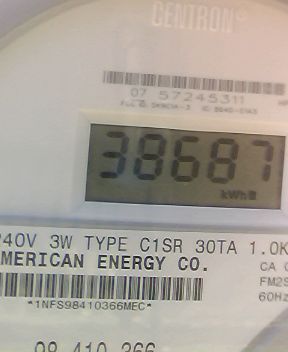 CENTRON®
07 57245311
38687
kWh
240V 3W TYPE C1SR 30TA 1.0K
AMERICAN ENERGY CO. CA
FM2S
60Hz
*1NFS98410366MEC*
98 410 366